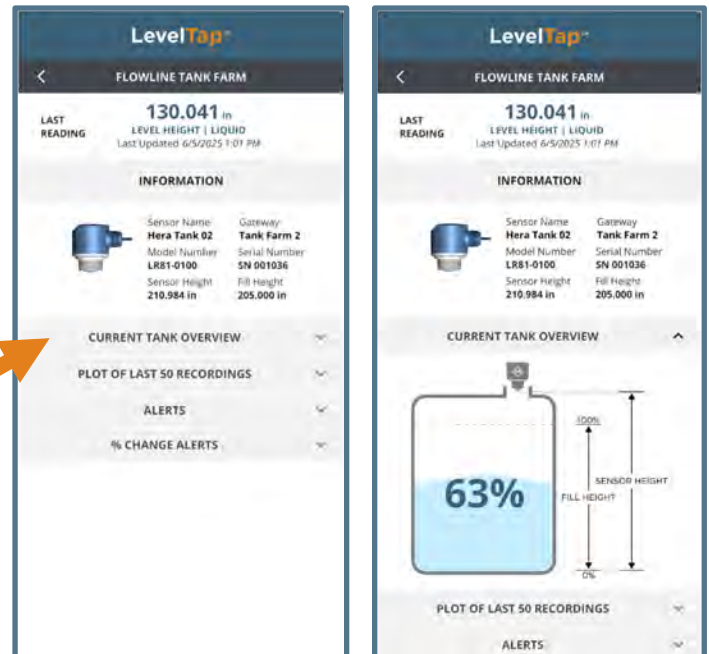 LevelTap™
FLOWLINE TANK FARM
LAST READING
130.041 in
LEVEL HEIGHT | LIQUID
Last Updated 6/5/2025 1:01 PM
INFORMATION
Sensor Name Gateway
Hera Tank 02 Tank Farm 2
Model Number Serial Number
LR81-0100 SN 001036
Sensor Height Fill Height
210.984 in 205.000 in
CURRENT TANK OVERVIEW
PLOT OF LAST 50 RECORDINGS
ALERTS
% CHANGE ALERTS
LevelTap™
FLOWLINE TANK FARM
LAST READING
130.041 in
LEVEL HEIGHT | LIQUID
Last Updated 6/5/2025 1:01 PM
INFORMATION
Sensor Name Gateway
Hera Tank 02 Tank Farm 2
Model Number Serial Number
LR81-0100 SN 001036
Sensor Height Fill Height
210.984 in 205.000 in
CURRENT TANK OVERVIEW
100%
63%
SENSOR HEIGHT
FILL HEIGHT
0%
PLOT OF LAST 50 RECORDINGS
ALERTS